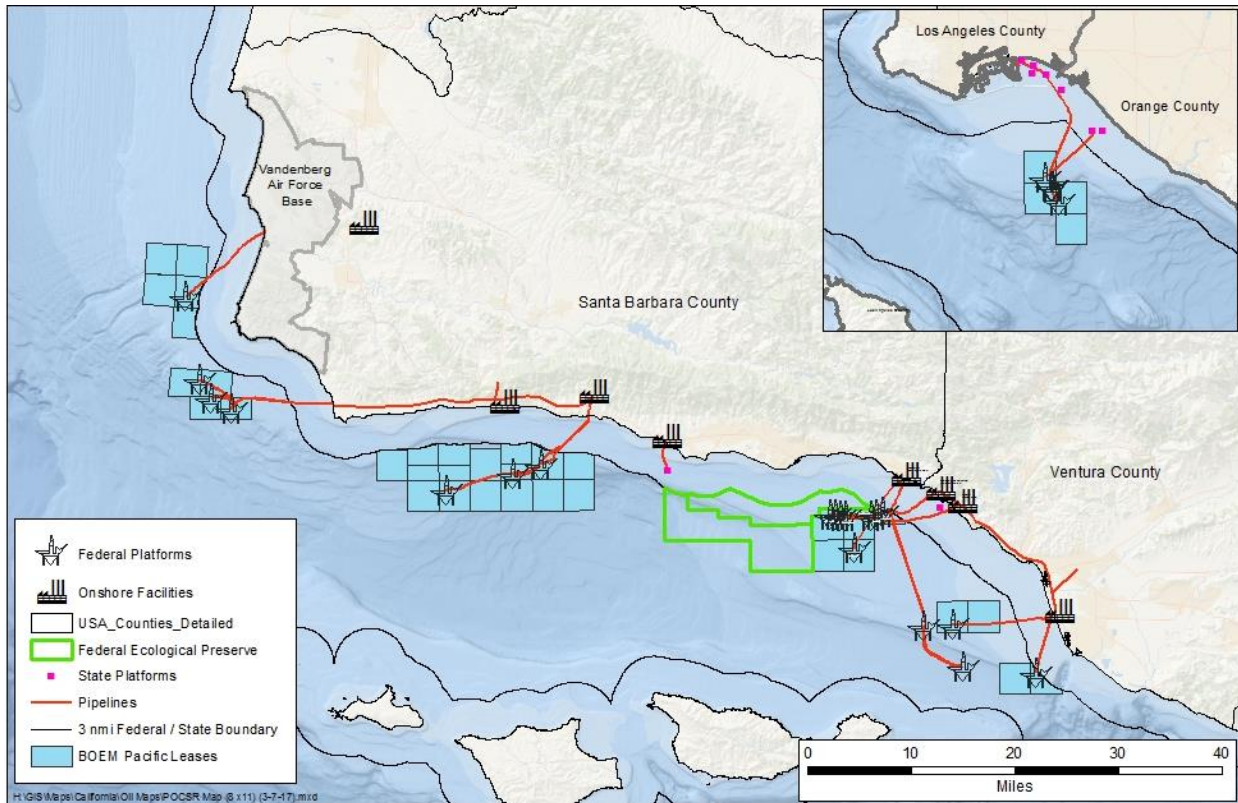 Los Angeles County
Orange County
Vandenberg
Air Force
Base
Santa Barbara County
Ventura County
Federal Platforms
Onshore Facilities
USA_Counties_Detailed
Federal Ecological Preserve
State Platforms
Pipelines
3 nmi Federal / State Boundary
BOEM Pacific Leases
0 10 20 30 40
Miles
H:\GIS\Maps\California\Oil Maps\POCSR Map (8 x11) (3-7-17).mxd